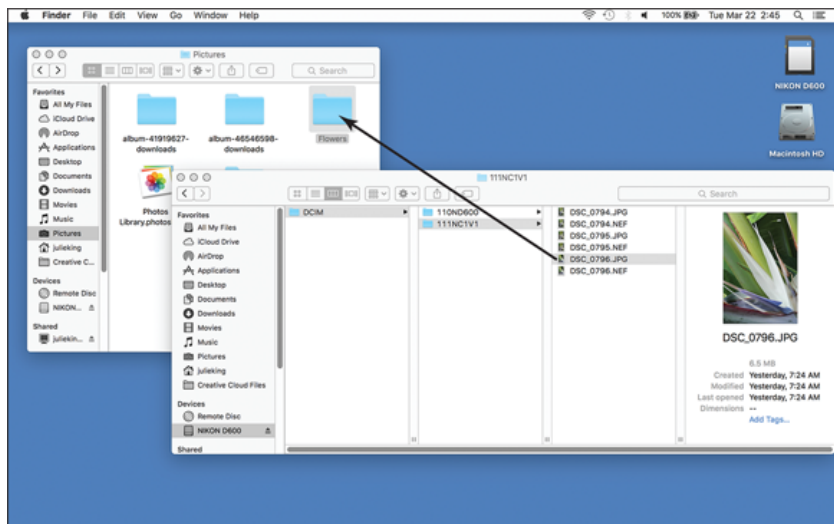 Finder File Edit View Go Window Help 100% Tue Mar 22 2:45
NIKON D600
Macintosh HD
Pictures
Search
Favorites
All My Files
iCloud Drive
AirDrop
Applications
Desktop
Documents
Downloads
Movies
Music
Pictures
julieking
Creative C...
Devices
Remote Disc
NIKON...
Shared
juliekin...
album-41919627-
downloads
album-46546598-
downloads
Flowers
Photos
Library.photos
111NC1V1
Search
Favorites
All My Files
iCloud Drive
AirDrop
Applications
Desktop
Documents
Downloads
Movies
Music
Pictures
julieking
Creative Cloud Files
Devices
Remote Disc
NIKON D600
Shared
DCIM
110ND600
111NC1V1
DSC_0794.JPG
DSC_0794.NEF
DSC_0795.JPG
DSC_0795.NEF
DSC_0796.JPG
DSC_0796.NEF
DSC_0796.JPG
6.5 MB
Created Yesterday, 7:24 AM
Modified Yesterday, 7:24 AM
Last opened Yesterday, 7:24 AM
Dimensions --
Add Tags...